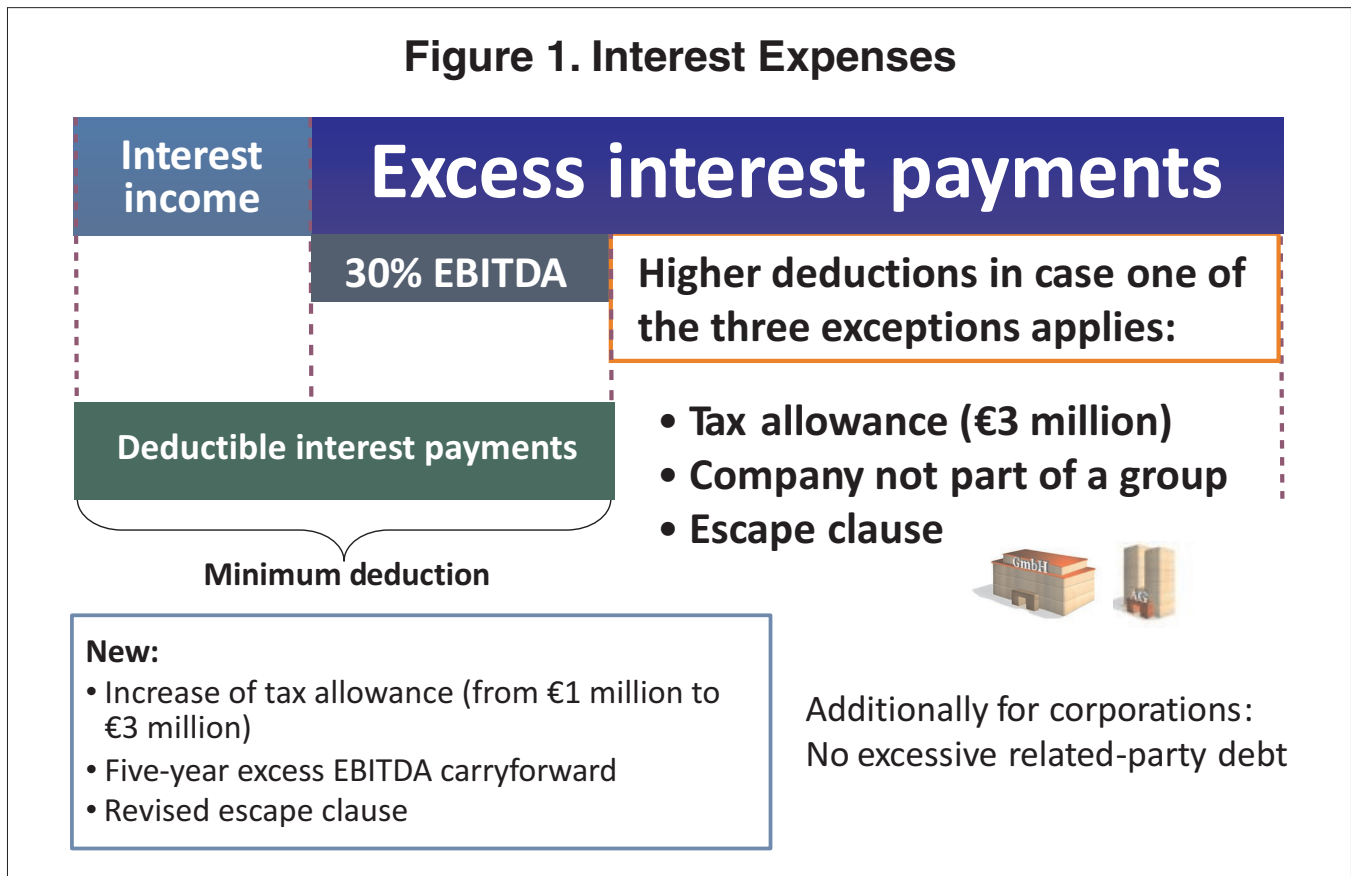 Figure 1. Interest Expenses
Interest
income
Excess interest payments
30% EBITDA
Higher deductions in case one of
the three exceptions applies:
Deductible interest payments
• Tax allowance (€3 million)
• Company not part of a group
• Escape clause
Minimum deduction
GmbH
AG
New:
• Increase of tax allowance (from €1 million to
€3 million)
• Five-year excess EBITDA carryforward
• Revised escape clause
Additionally for corporations:
No excessive related-party debt